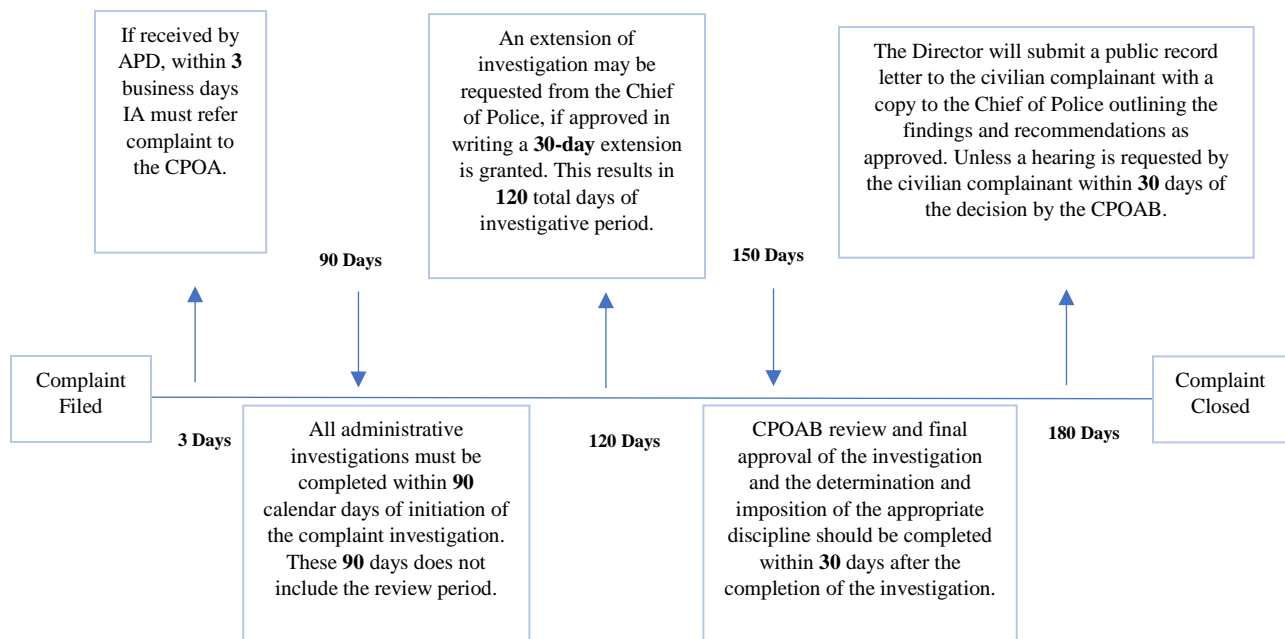 If received by
APD, within 3
business days
IA must refer
complaint to
the CPOA.
An extension of
investigation may be
requested from the Chief
of Police, if approved in
writing a 30-day extension
is granted. This results in
120 total days of
investigative period.
The Director will submit a public record
letter to the civilian complainant with a
copy to the Chief of Police outlining the
findings and recommendations as
approved. Unless a hearing is requested by
the civilian complainant within 30 days of
the decision by the CPOAB.
90 Days
150 Days
Complaint
Filed
Complaint
Closed
3 Days
120 Days
180 Days
All administrative
investigations must be
completed within 90
calendar days of initiation of
the complaint investigation.
These 90 days does not
include the review period.
CPOAB review and final
approval of the investigation
and the determination and
imposition of the appropriate
discipline should be completed
within 30 days after the
completion of the investigation.